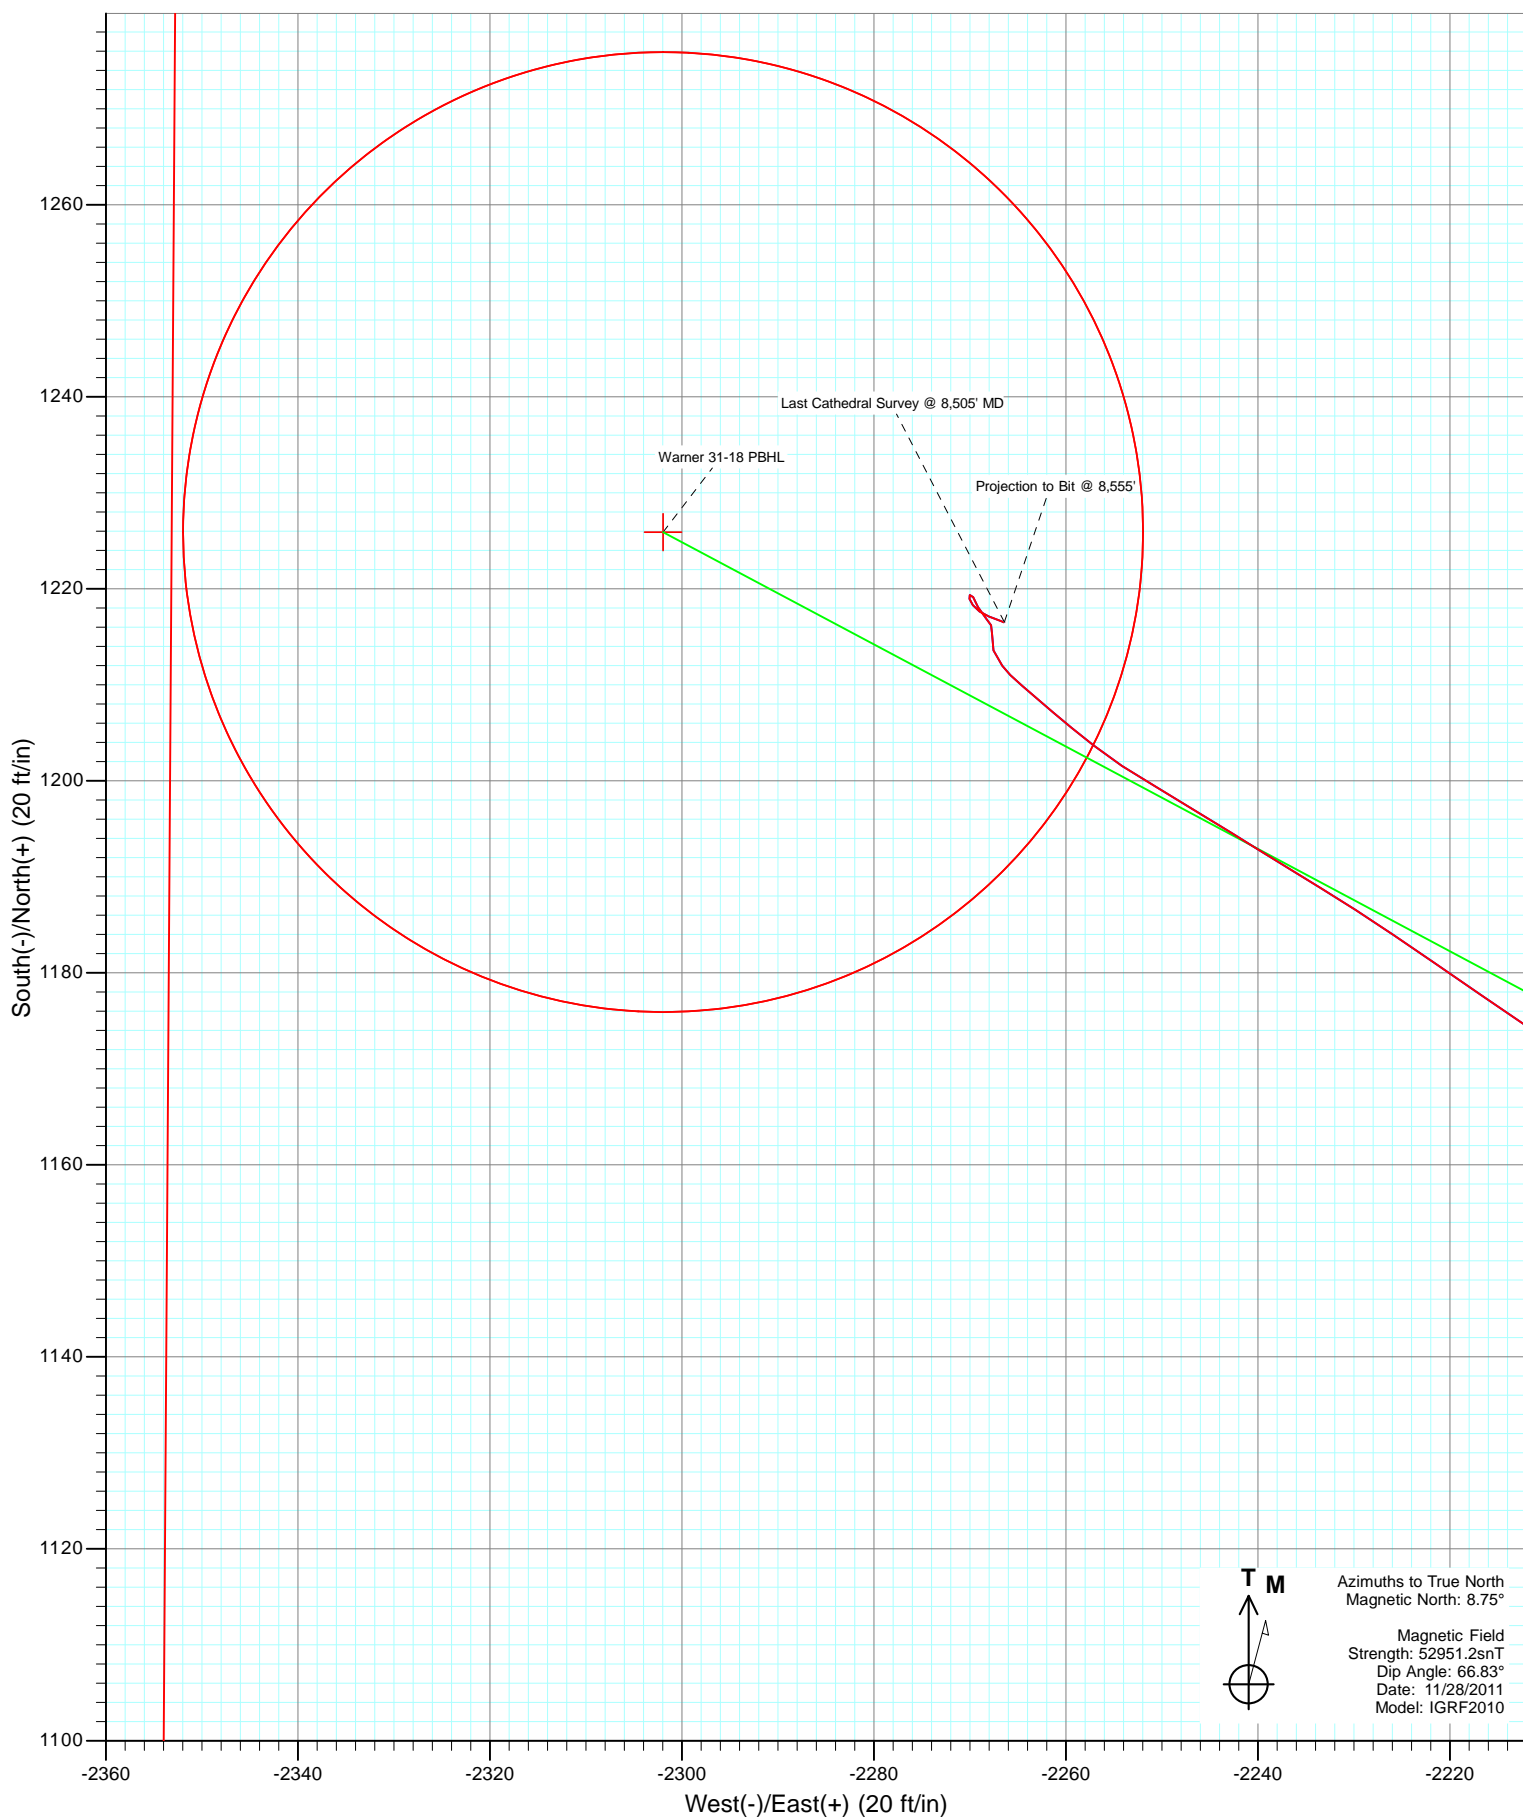 1260
1240
1220
1200
1180
1160
1140
1120
1100
South(-)/North(+) (20 ft/in)
Last Cathedral Survey @ 8,505' MD
Warner 31-18 PBHL
Projection to Bit @ 8,555'
T M
Azimuths to True North
Magnetic North: 8.75°
Magnetic Field
Strength: 52951.2snT
Dip Angle: 66.83°
Date: 11/28/2011
Model: IGRF2010
-2360 -2340 -2320 -2300 -2280 -2260 -2240 -2220
West(-)/East(+) (20 ft/in)